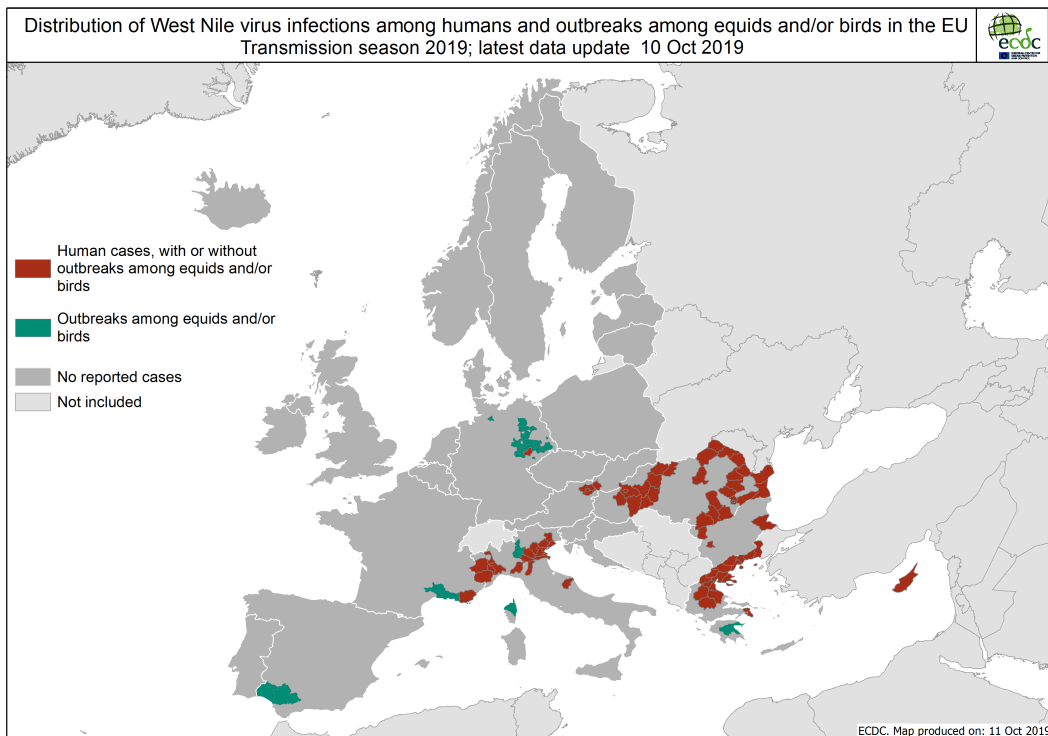 Distribution of West Nile virus infections among humans and outbreaks among equids and/or birds in the EU
Transmission season 2019; latest data update 10 Oct 2019
ecdc
Human cases, with or without
outbreaks among equids and/or
birds
Outbreaks among equids and/or
birds
No reported cases
Not included
ECDC. Map produced on: 11 Oct 2019